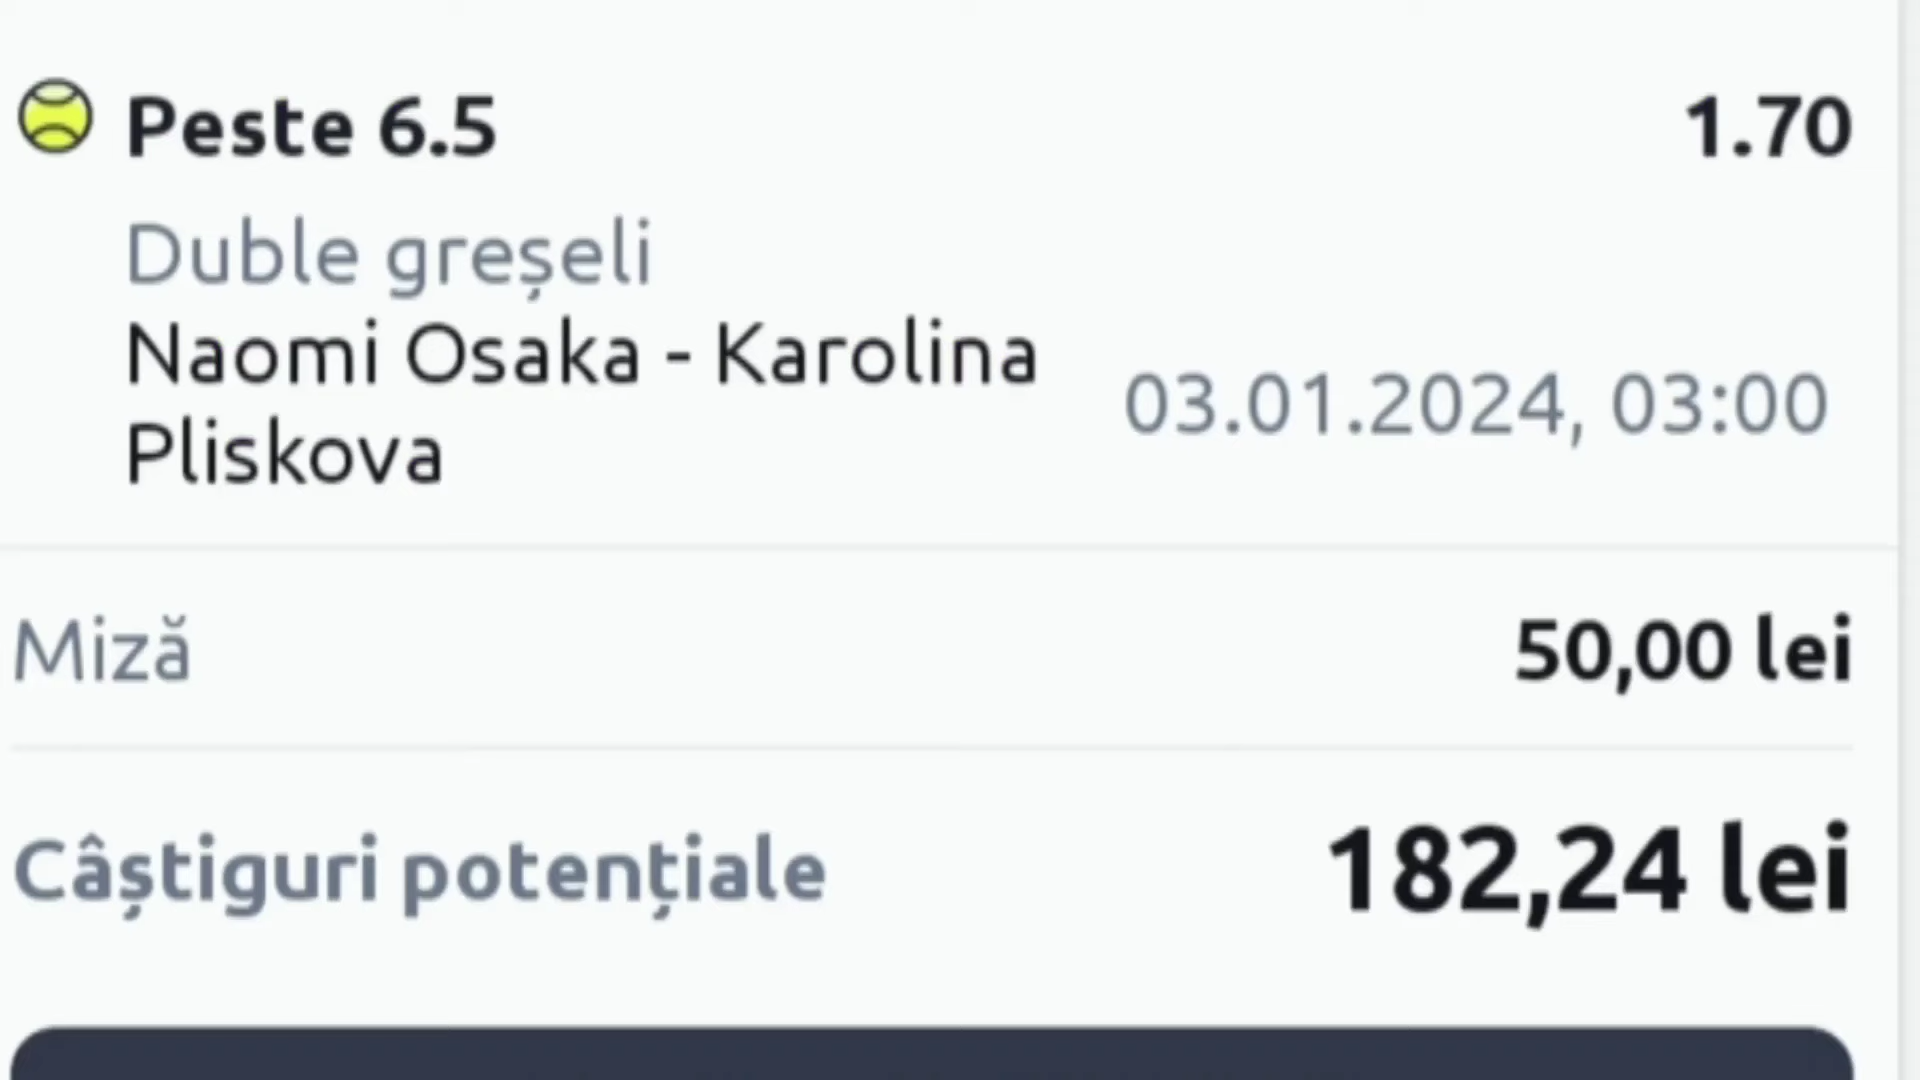 Peste 6.5 1.70
Duble greșeli
Naomi Osaka - Karolina
Pliskova
03.01.2024, 03:00
Miză 50,00 lei
Câștiguri potențiale 182,24 lei